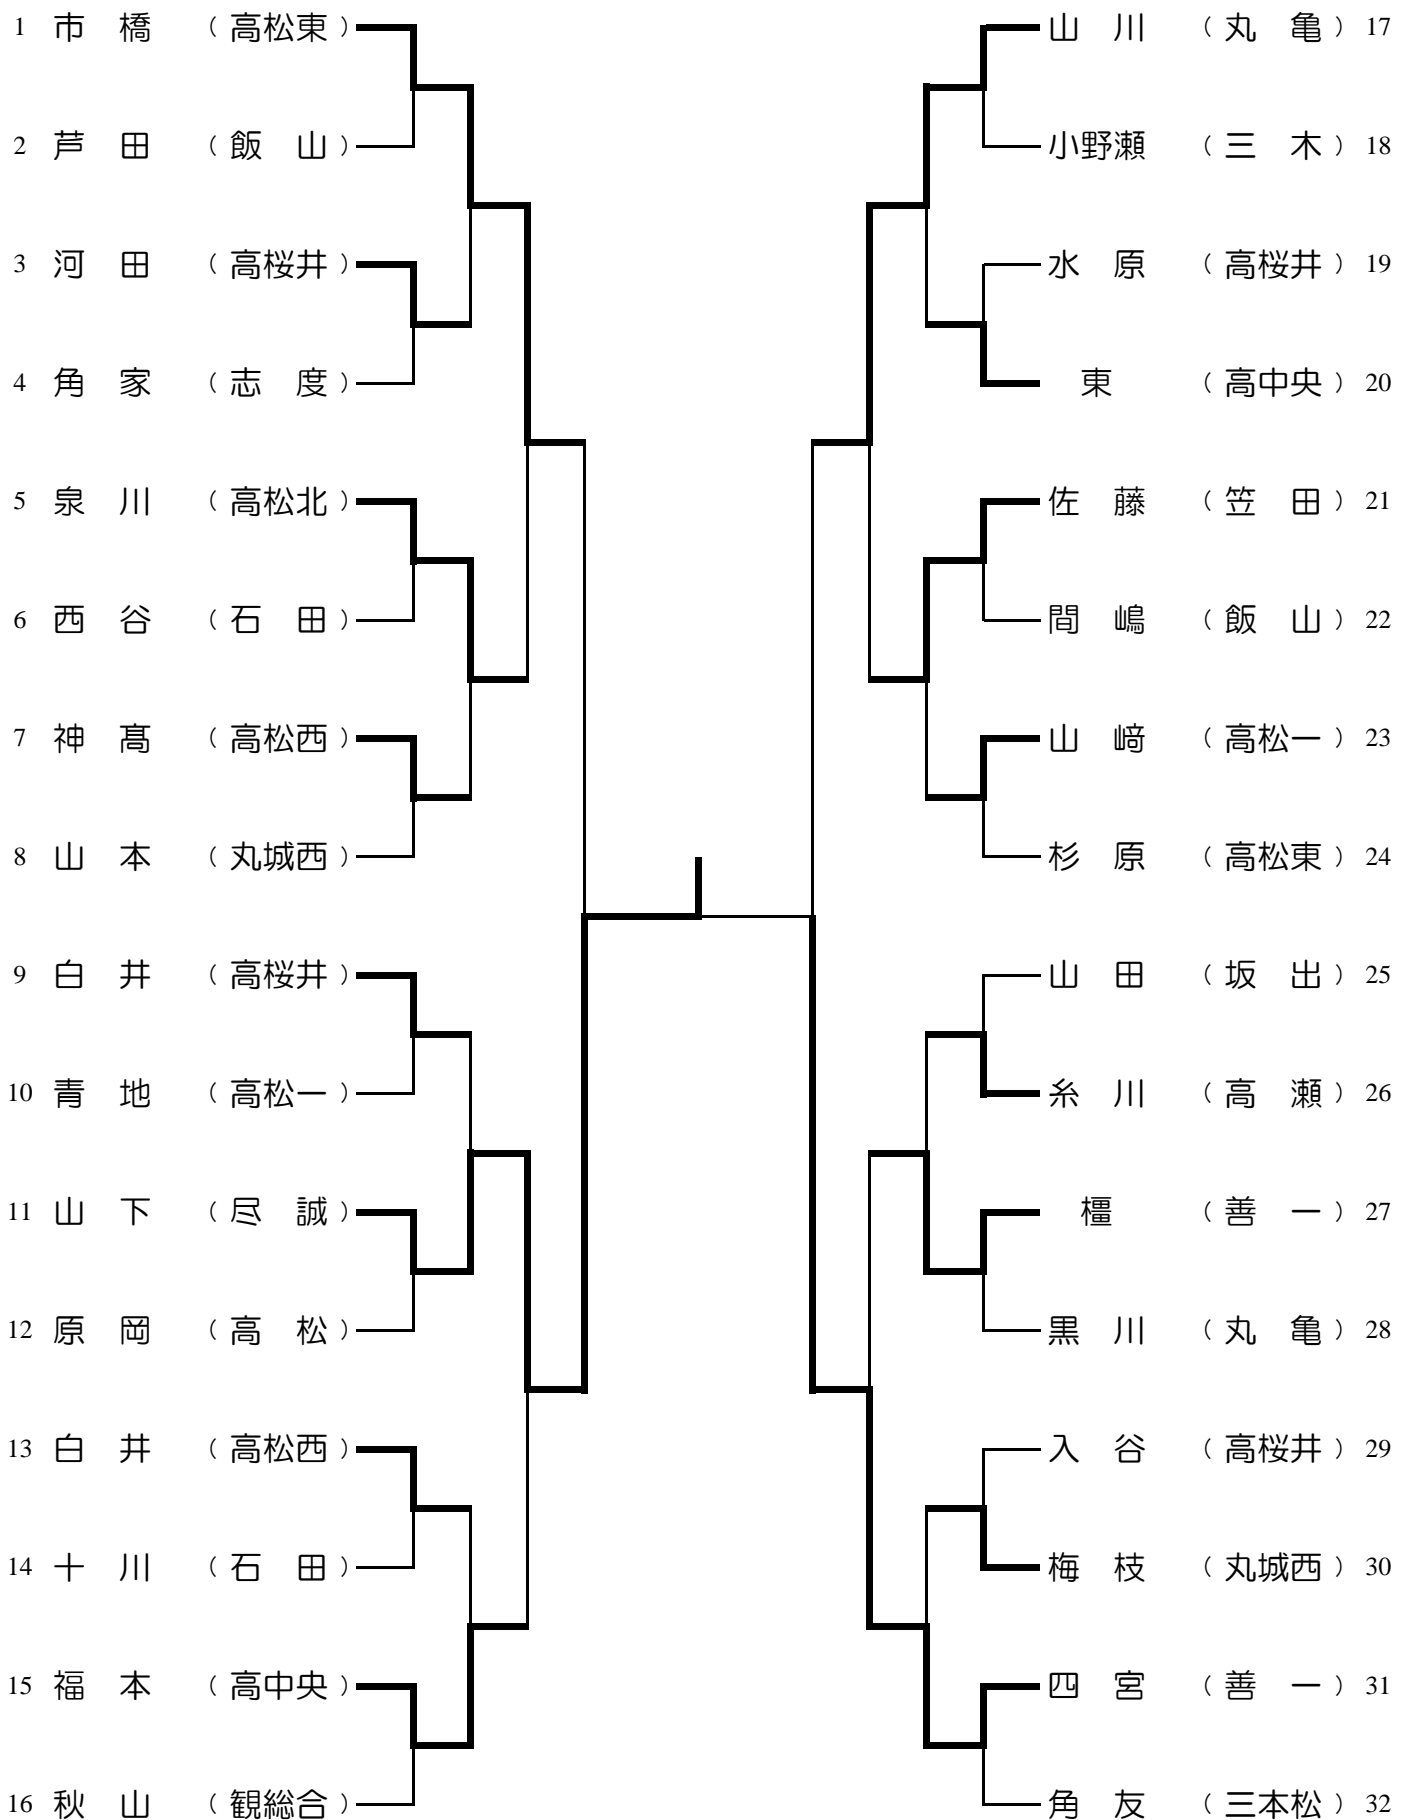 1 市 橋 （ 高松東 ）
2 芦 田 （ 飯 山 ）
3 河 田 （ 高桜井 ）
4 角 家 （ 志 度 ）
5 泉 川 （ 高松北 ）
6 西 谷 （ 石 田 ）
7 神 髙 （ 高松西 ）
8 山 本 （ 丸城西 ）
9 白 井 （ 高桜井 ）
10 青 地 （ 高松一 ）
11 山 下 （ 尽 誠 ）
12 原 岡 （ 高 松 ）
13 白 井 （ 高松西 ）
14 十 川 （ 石 田 ）
15 福 本 （ 高中央 ）
16 秋 山 （ 観総合 ）
山 川 （ 丸 亀 ） 17
小野瀬 （ 三 木 ） 18
水 原 （ 高桜井 ） 19
東 （ 高中央 ） 20
佐 藤 （ 笠 田 ） 21
間 嶋 （ 飯 山 ） 22
山 﨑 （ 高松一 ） 23
杉 原 （ 高松東 ） 24
山 田 （ 坂 出 ） 25
糸 川 （ 高 瀬 ） 26
橿 （ 善 一 ） 27
黒 川 （ 丸 亀 ） 28
入 谷 （ 高桜井 ） 29
梅 枝 （ 丸城西 ） 30
四 宮 （ 善 一 ） 31
角 友 （ 三本松 ） 32